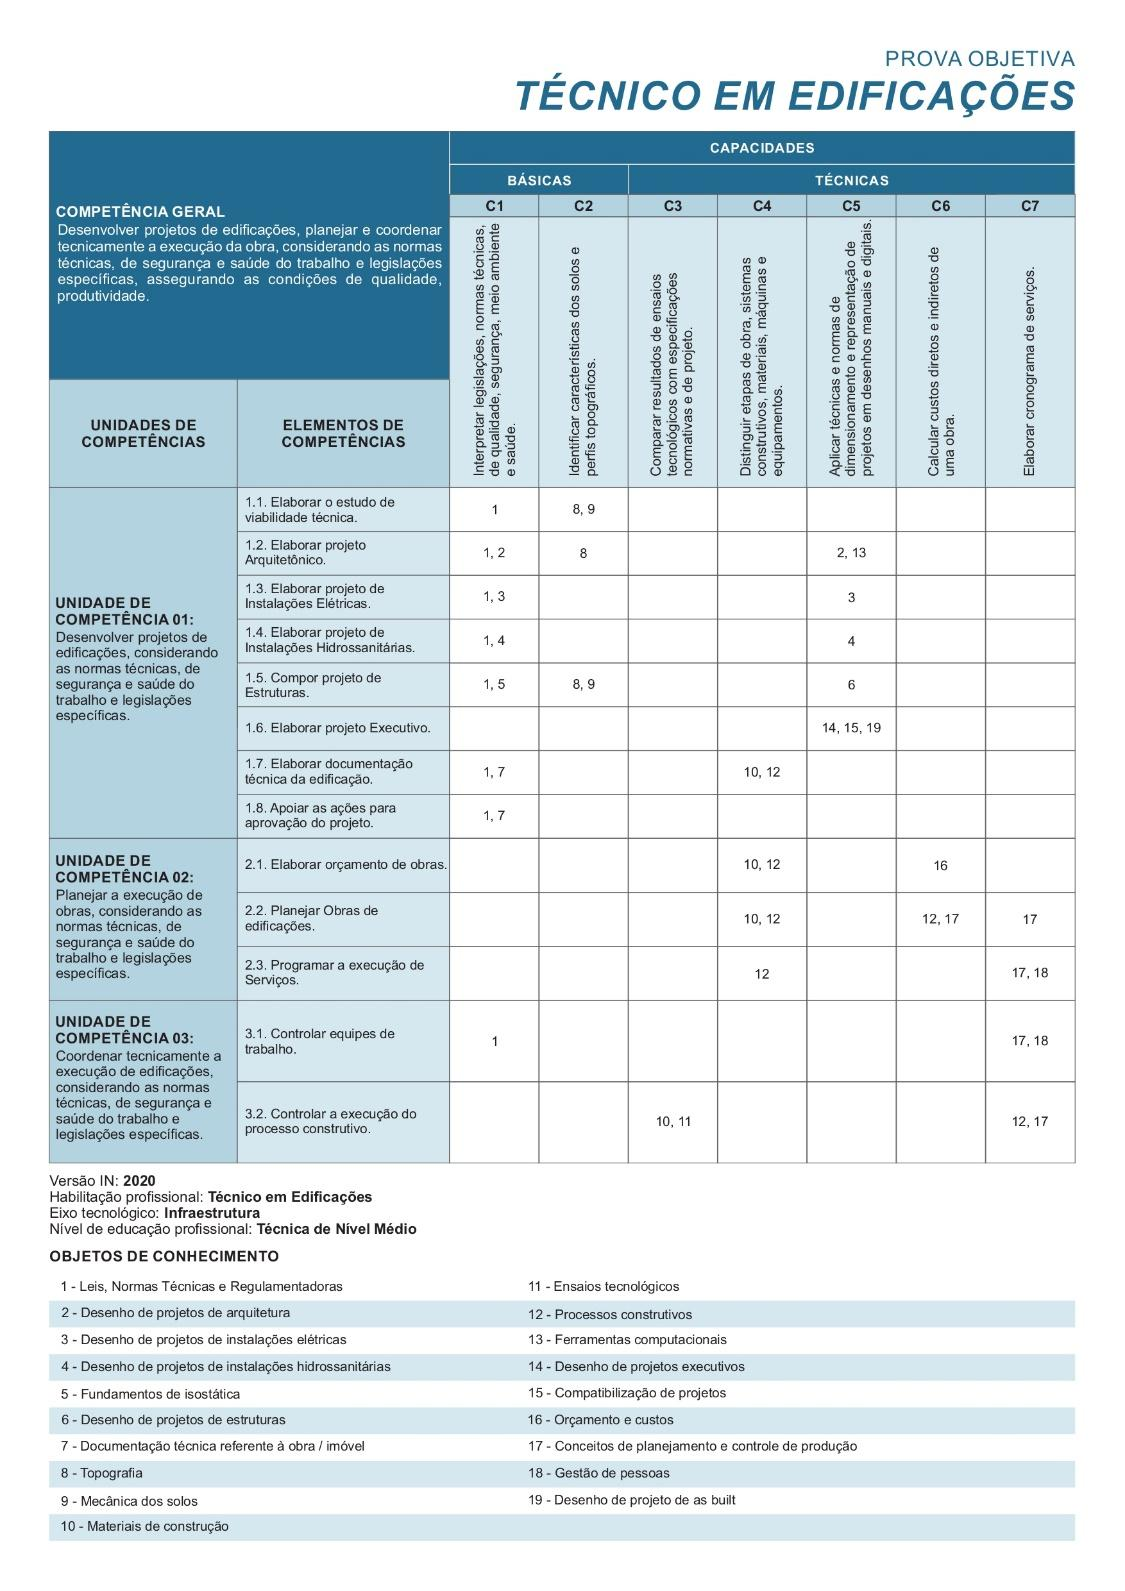 PROVA OBJETIVA
TÉCNICO EM EDIFICAÇÕES
COMPETÊNCIA GERAL
Desenvolver projetos de edificações, planejar e coordenar
tecnicamente a execução da obra, considerando as normas
técnicas, de segurança e saúde do trabalho e legislações
específicas, assegurando as condições de qualidade,
produtividade.
CAPACIDADES
BÁSICAS
TÉCNICAS
C1
C2
C3
C4
C5
C6
C7
UNIDADES DE
COMPETÊNCIAS
ELEMENTOS DE
COMPETÊNCIAS
Interpretar legislações, normas técnicas,
de qualidade, segurança, meio ambiente
e saúde.
Identificar características dos solos e
perfis topográficos.
Comparar resultados de ensaios
tecnológicos com especificações
normativas e de projeto.
Distinguir etapas de obra, sistemas
construtivos, materiais, máquinas e
equipamentos.
Aplicar técnicas e normas de
dimensionamento e representação de
projetos em desenhos manuais e digitais.
Calcular custos diretos e indiretos de
uma obra.
Elaborar cronograma de serviços.
UNIDADE DE
COMPETÊNCIA 01:
Desenvolver projetos de
edificações, considerando
as normas técnicas, de
segurança e saúde do
trabalho e legislações
específicas.
1.1. Elaborar o estudo de
viabilidade técnica.
1
8, 9
1.2. Elaborar projeto
Arquitetônico.
1, 2
8
2, 13
1.3. Elaborar projeto de
Instalações Elétricas.
1, 3
3
1.4. Elaborar projeto de
Instalações Hidrossanitárias.
1, 4
4
1.5. Compor projeto de
Estruturas.
1, 5
8, 9
6
1.6. Elaborar projeto Executivo.
14, 15, 19
1.7. Elaborar documentação
técnica da edificação.
1, 7
10, 12
1.8. Apoiar as ações para
aprovação do projeto.
1, 7
UNIDADE DE
COMPETÊNCIA 02:
Planejar a execução de
obras, considerando as
normas técnicas, de
segurança e saúde do
trabalho e legislações
específicas.
2.1. Elaborar orçamento de obras.
10, 12
16
2.2. Planejar Obras de
edificações.
10, 12
12, 17
17
2.3. Programar a execução de
Serviços.
12
17, 18
UNIDADE DE
COMPETÊNCIA 03:
Coordenar tecnicamente a
execução de edificações,
considerando as normas
técnicas, de segurança e
saúde do trabalho e
legislações específicas.
3.1. Controlar equipes de
trabalho.
1
17, 18
3.2. Controlar a execução do
processo construtivo.
10, 11
12, 17
Versão IN: 2020
Habilitação profissional: Técnico em Edificações
Eixo tecnológico: Infraestrutura
Nível de educação profissional: Técnica de Nível Médio
OBJETOS DE CONHECIMENTO
1 - Leis, Normas Técnicas e Regulamentadoras
2 - Desenho de projetos de arquitetura
3 - Desenho de projetos de instalações elétricas
4 - Desenho de projetos de instalações hidrossanitárias
5 - Fundamentos de isostática
6 - Desenho de projetos de estruturas
7 - Documentação técnica referente à obra / imóvel
8 - Topografia
9 - Mecânica dos solos
10 - Materiais de construção
11 - Ensaios tecnológicos
12 - Processos construtivos
13 - Ferramentas computacionais
14 - Desenho de projetos executivos
15 - Compatibilização de projetos
16 - Orçamento e custos
17 - Conceitos de planejamento e controle de produção
18 - Gestão de pessoas
19 - Desenho de projeto de as built